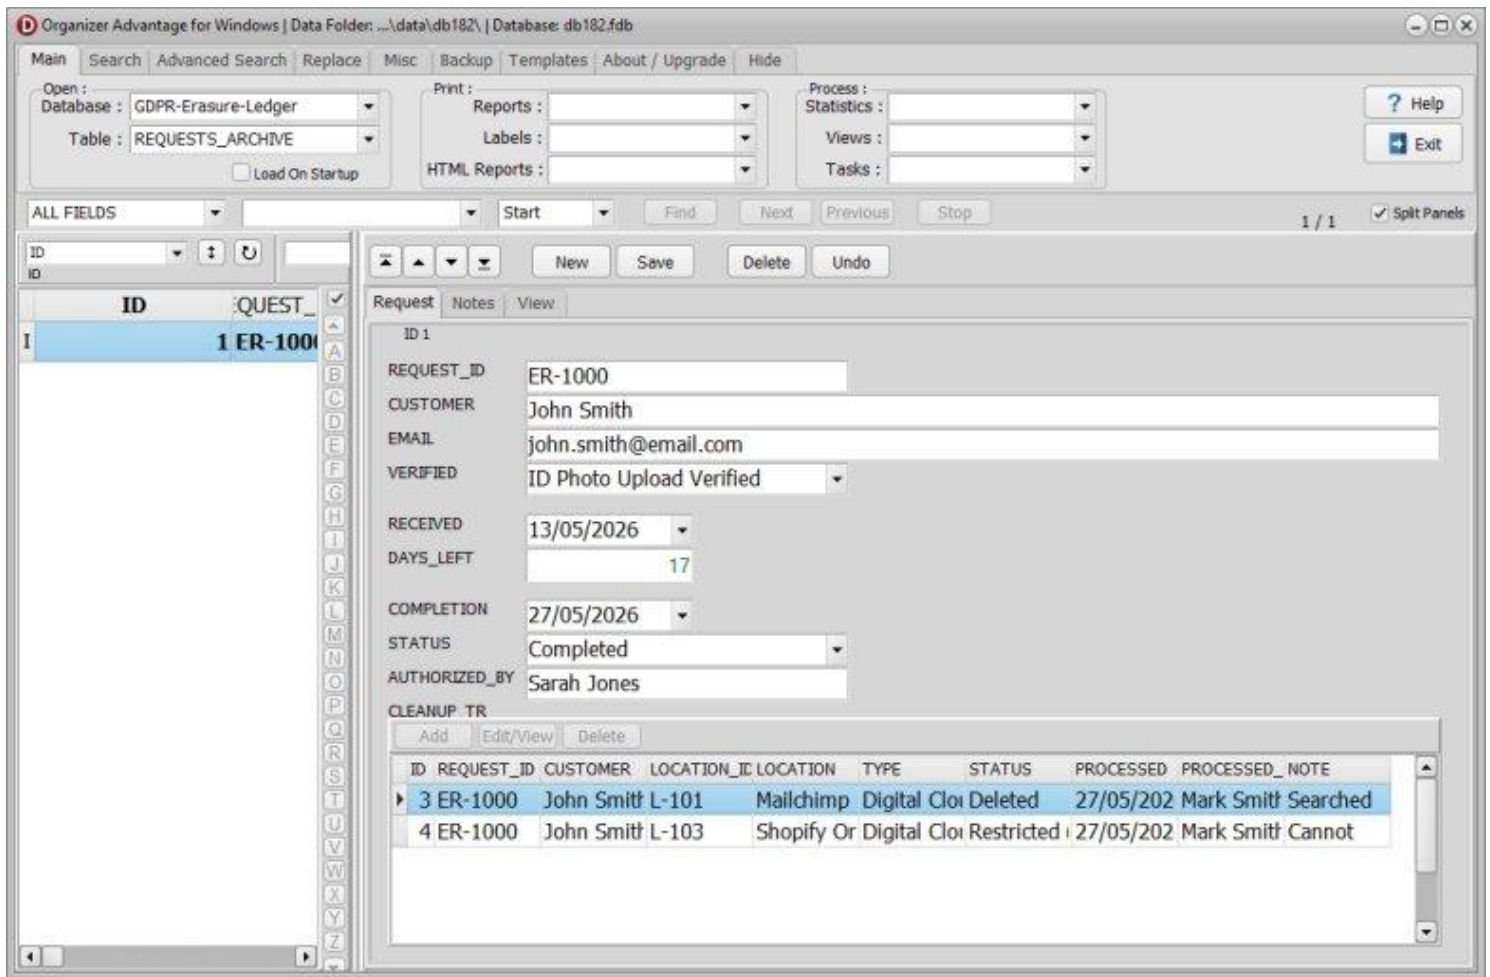 Organizer Advantage for Windows | Data Folder: ...\data\db182\ | Database: db182.fdb
Main Search Advanced Search Replace Misc Backup Templates About / Upgrade Hide
Open : Print : Process :
Database : GDPR-Erasure-Ledger Reports : Statistics : ? Help
Table : REQUESTS_ARCHIVE Labels : Views : Exit
Load On Startup HTML Reports : Tasks :
ALL FIELDS Start Find Next Previous Stop 1 / 1 Split Panels
ID
ID
New Save Delete Undo
ID QUEST_
1 ER-100
A
B
C
D
E
F
G
H
I
J
K
L
M
N
O
P
Q
R
S
T
U
V
W
X
Y
Z
Request Notes View
ID 1
REQUEST_ID ER-1000
CUSTOMER John Smith
EMAIL john.smith@email.com
VERIFIED ID Photo Upload Verified
RECEIVED 13/05/2026
DAYS_LEFT 17
COMPLETION 27/05/2026
STATUS Completed
AUTHORIZED_BY Sarah Jones
CLEANUP TR
Add Edit/View Delete
ID REQUEST_ID CUSTOMER LOCATION_ID LOCATION TYPE STATUS PROCESSED PROCESSED_ NOTE
3 ER-1000 John Smith L-101 Mailchimp Digital Clo Deleted 27/05/202 Mark Smith Searched
4 ER-1000 John Smith L-103 Shopify Or Digital Clo Restricted 27/05/202 Mark Smith Cannot